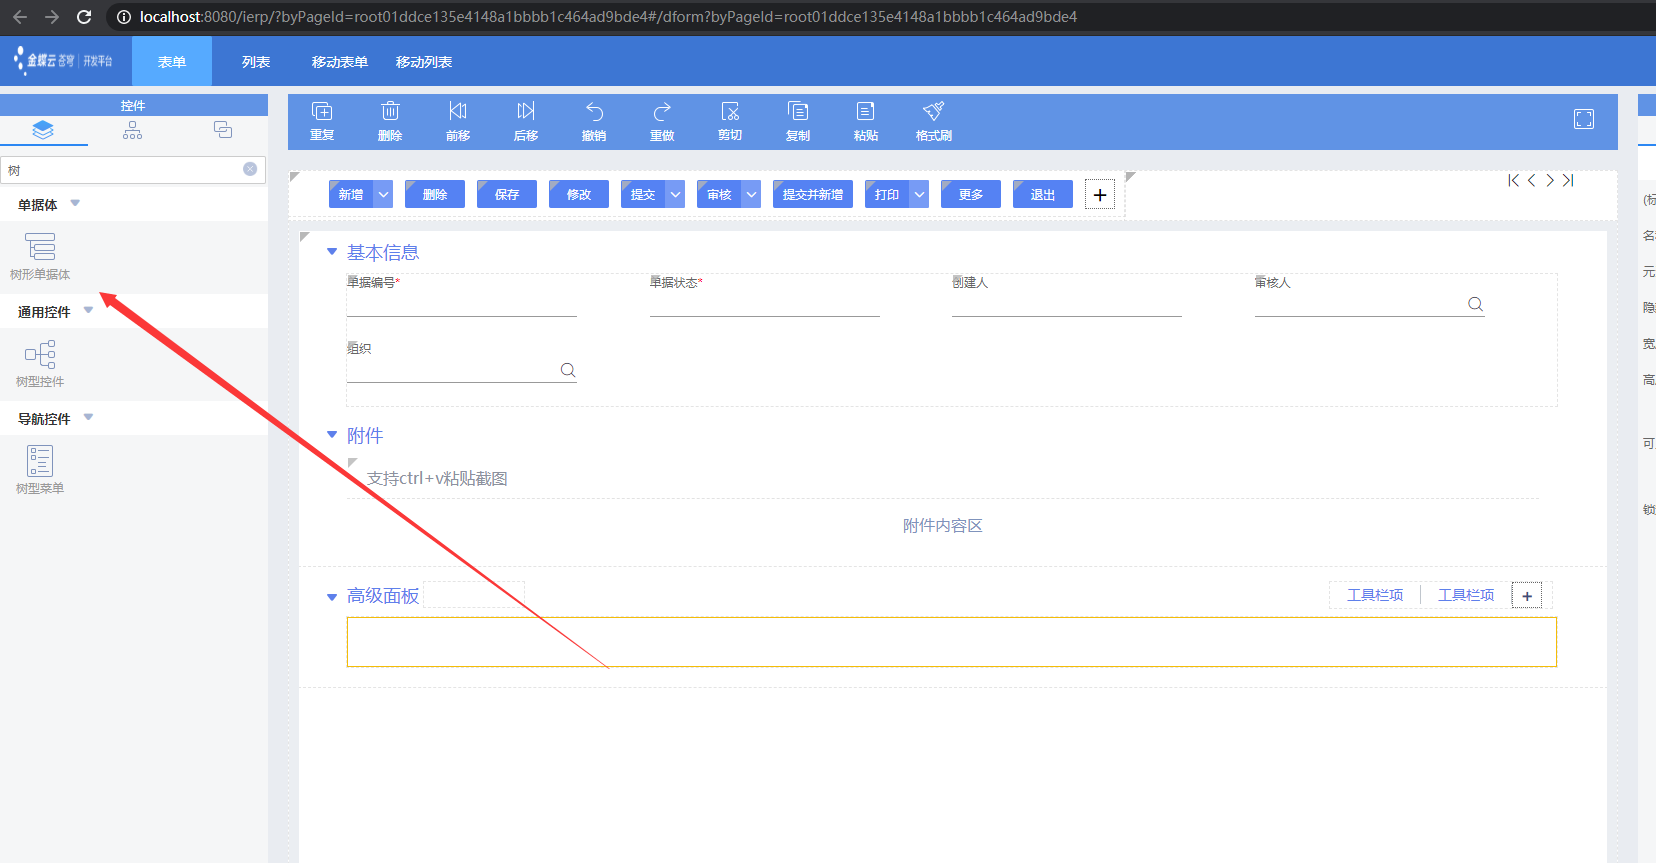 localhost:8080/ierp/?byPageId=root01ddce135e4148a1bbbb1c464ad9bde4#/dform?byPageId=root01ddce135e4148a1bbbb1c464ad9bde4
金蝶云 苍穹 | 开发平台
表单
列表
移动表单
移动列表
控件
树
单据体
树形单据体
通用控件
树型控件
导航控件
树型菜单
重复
删除
前移
后移
撤销
重做
剪切
复制
粘贴
格式刷
新增
删除
保存
修改
提交
审核
提交并新增
打印
更多
退出
基本信息
单据编号*
单据状态*
创建人
审核人
组织
附件
支持ctrl+v粘贴截图
附件内容区
高级面板
工具栏项
工具栏项
(标
名
元
隐
宽
高
可
锁